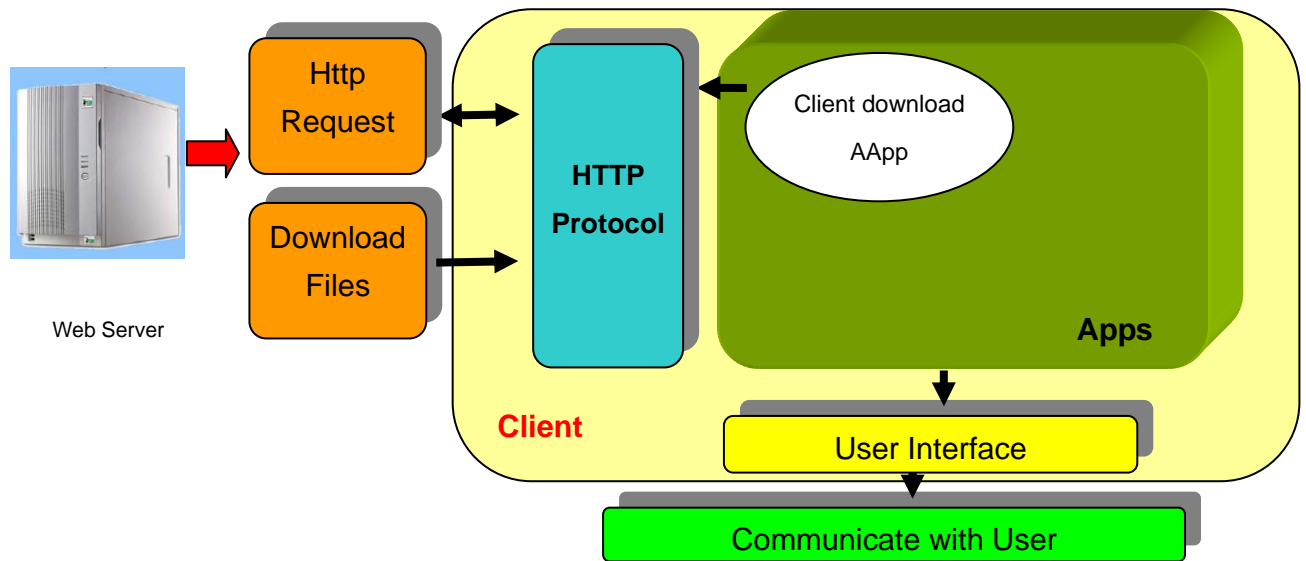 Http
Request
Download
Files
Web Server
HTTP
Protocol
Client download
AApp
Apps
Client
User Interface
Communicate with User